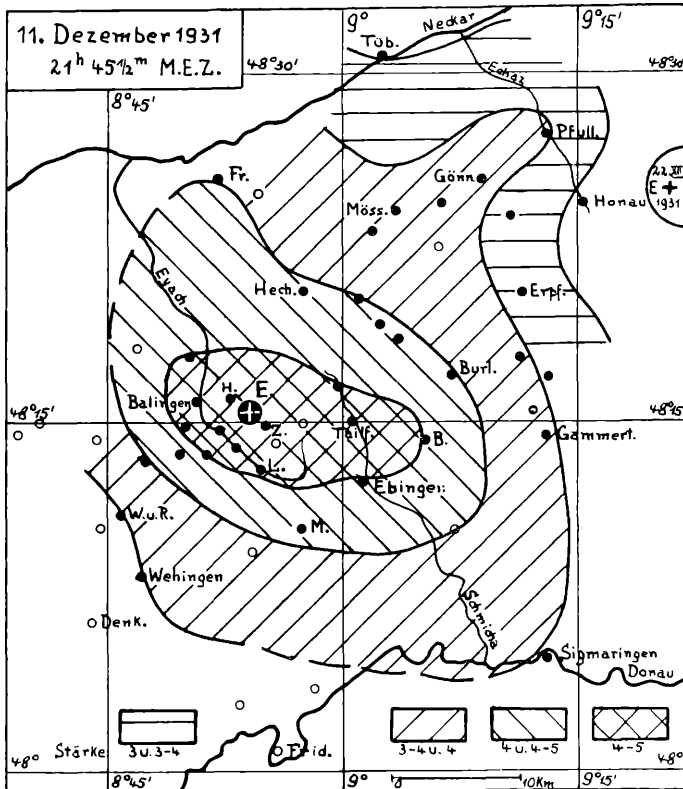 11. Dezember 1931
21ʰ 45½ᵐ M.E.Z.
9°
9°15'
Neckar
Tüb.
Echaz
48°30'
48°30'
8°45'
Pfull.
Fr.
Gönn.
22.XII
E
1931
Honau
Möss.
Eyach
Hech.
Erpf.
Burl.
H.
E
Balingen
48°15'
48°15'
Z.
Tailf.
B.
Gammert.
L.
Ebingen
W.u.R.
M.
Wehingen
Schmicha
Denk.
Sigmaringen
Donau
Stärke
3 u. 3-4
Frid.
3-4 u. 4
4 u. 4-5
4-5
48°
48°
8°45'
9°
0
10Km
9°15'